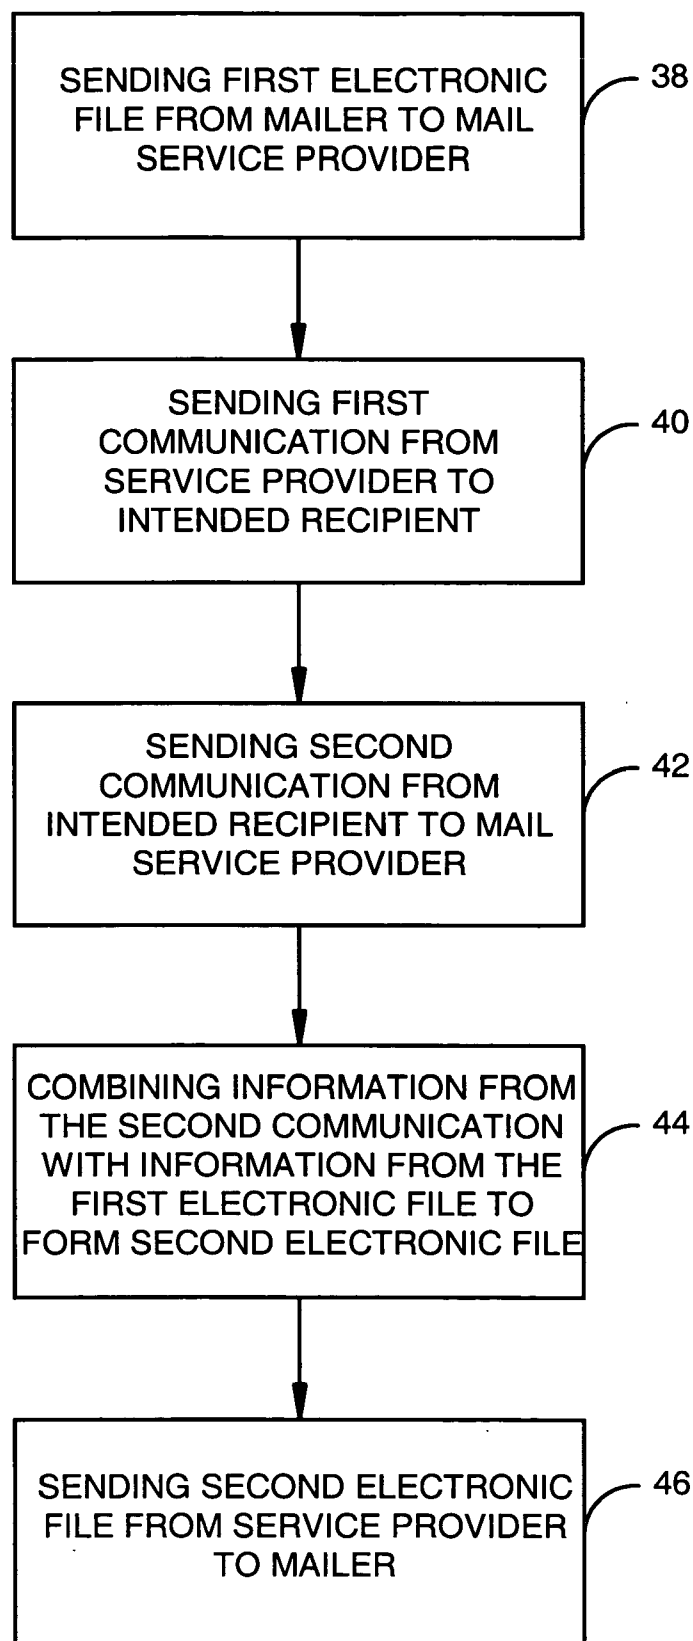 SENDING FIRST ELECTRONIC
FILE FROM MAILER TO MAIL
SERVICE PROVIDER
38
SENDING FIRST
COMMUNICATION FROM
SERVICE PROVIDER TO
INTENDED RECIPIENT
40
SENDING SECOND
COMMUNICATION FROM
INTENDED RECIPIENT TO MAIL
SERVICE PROVIDER
42
COMBINING INFORMATION FROM
THE SECOND COMMUNICATION
WITH INFORMATION FROM THE
FIRST ELECTRONIC FILE TO
FORM SECOND ELECTRONIC FILE
44
SENDING SECOND ELECTRONIC
FILE FROM SERVICE PROVIDER
TO MAILER
46